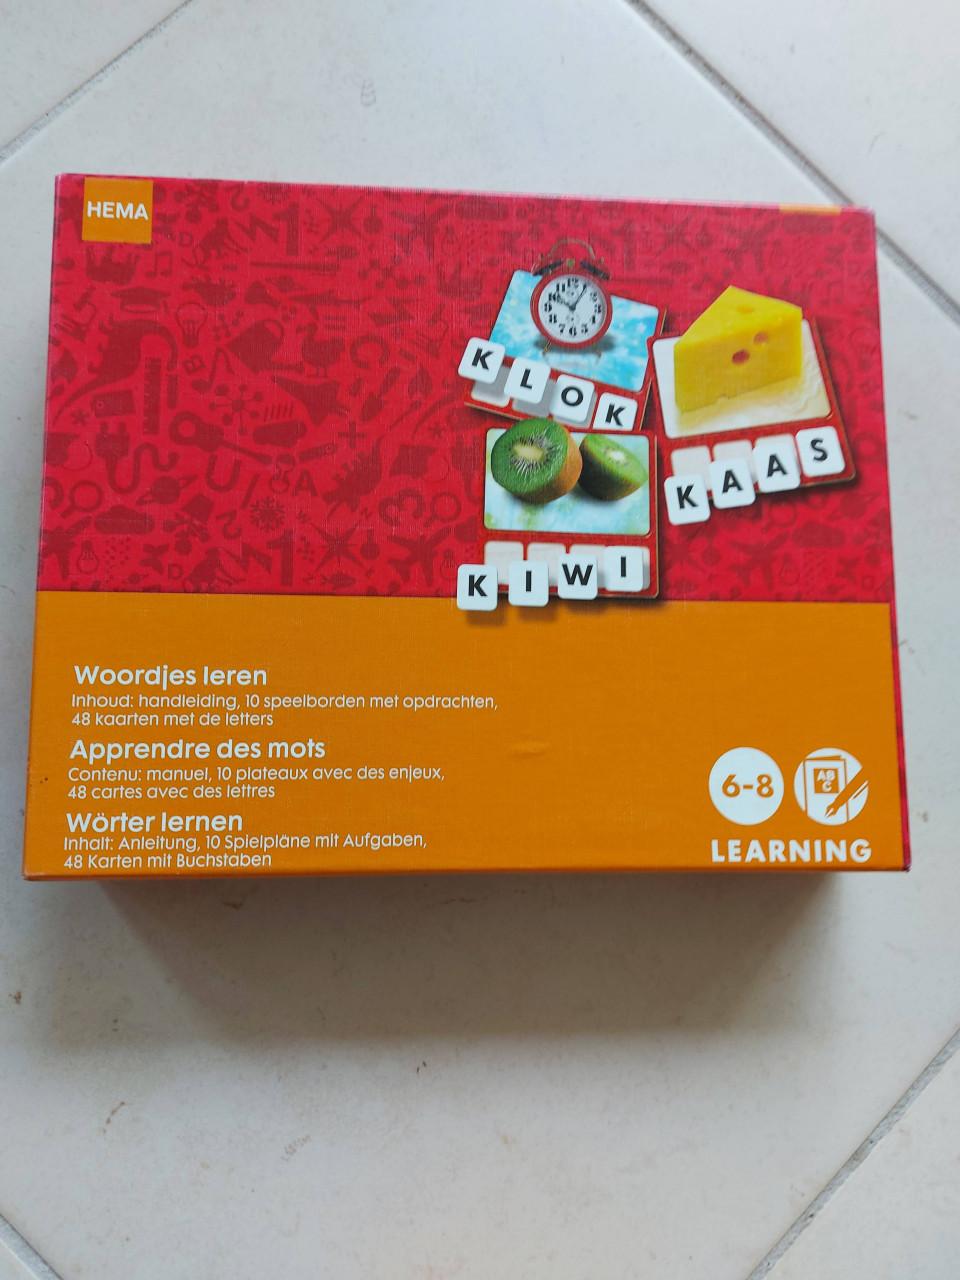 HEMA
KLOK
KAAS
KIWI
Woordjes leren
Inhoud: handleiding, 10 speelborden met opdrachten,
48 kaarten met de letters
Apprendre des mots
Contenu: manuel, 10 plateaux avec des enjeux,
48 cartes avec des lettres
Wörter lernen
Inhalt: Anleitung, 10 Spielpläne mit Aufgaben,
48 Karten mit Buchstaben
6-8
AB
C
LEARNING